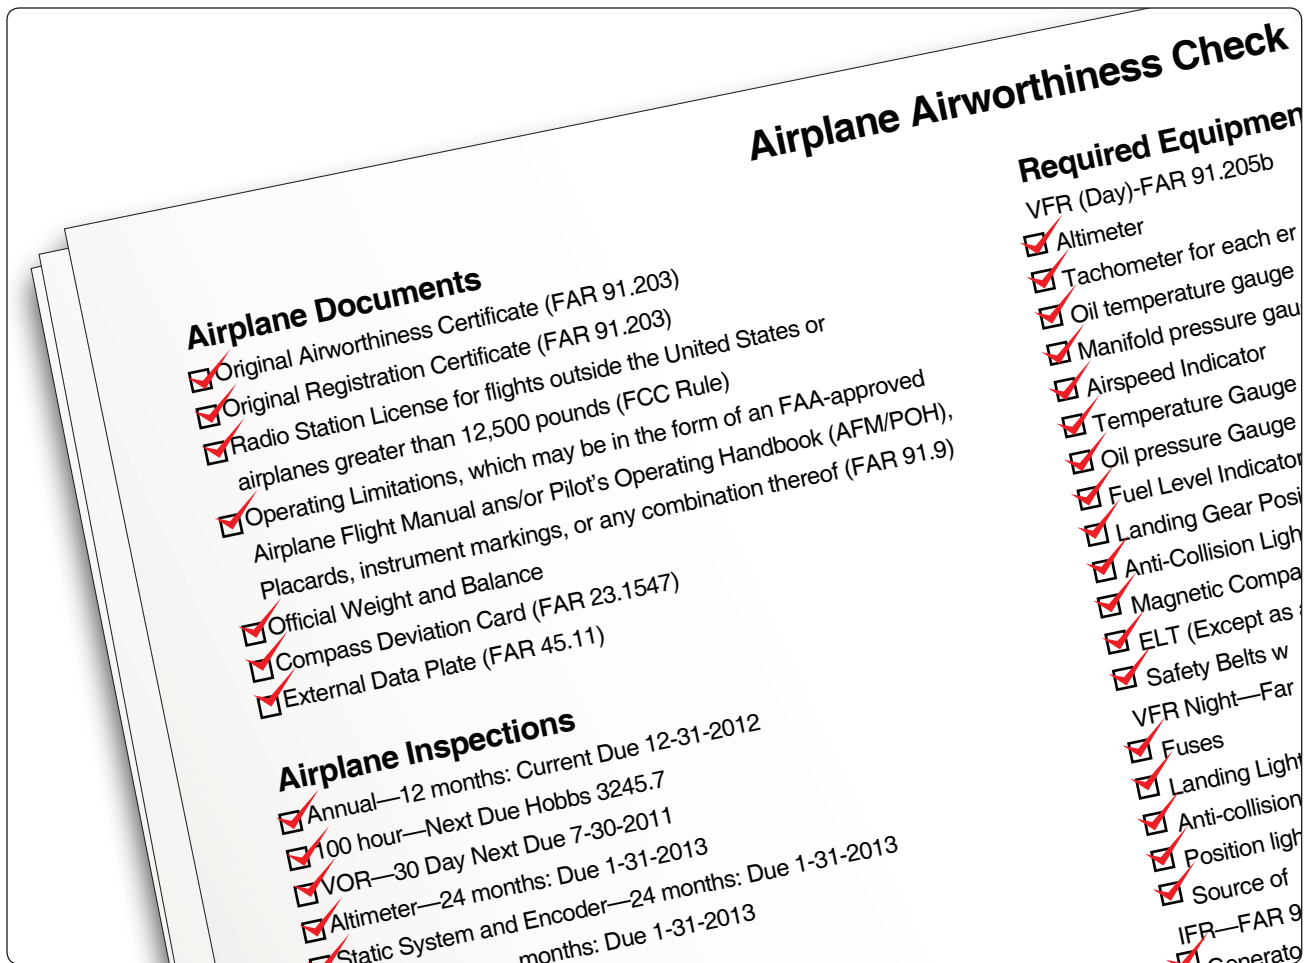 Airplane Airworthiness Check
Airplane Documents
Original Airworthiness Certificate (FAR 91.203)
Original Registration Certificate (FAR 91.203)
Radio Station License for flights outside the United States or
airplanes greater than 12,500 pounds (FCC Rule)
Operating Limitations, which may be in the form of an FAA-approved
Airplane Flight Manual ans/or Pilot's Operating Handbook (AFM/POH),
Placards, instrument markings, or any combination thereof (FAR 91.9)
Official Weight and Balance
Compass Deviation Card (FAR 23.1547)
External Data Plate (FAR 45.11)
Airplane Inspections
Annual—12 months: Current Due 12-31-2012
100 hour—Next Due Hobbs 3245.7
VOR—30 Day Next Due 7-30-2011
Altimeter—24 months: Due 1-31-2013
Static System and Encoder—24 months: Due 1-31-2013
months: Due 1-31-2013
Required
VFR (Day)-FAR 91.205b
Altimeter
Tachometer for each
Oil temperature gauge
Manifold pressure
Airspeed Indicator
Temperature Gauge
Oil pressure Gauge
Fuel Level Indicator
Landing Gear
Anti-Collision
Magnetic
ELT (Except as
Safety Belts
VFR Night—Far
Fuses
Landing
Anti-collision
Position
Source of
IFR—FAR